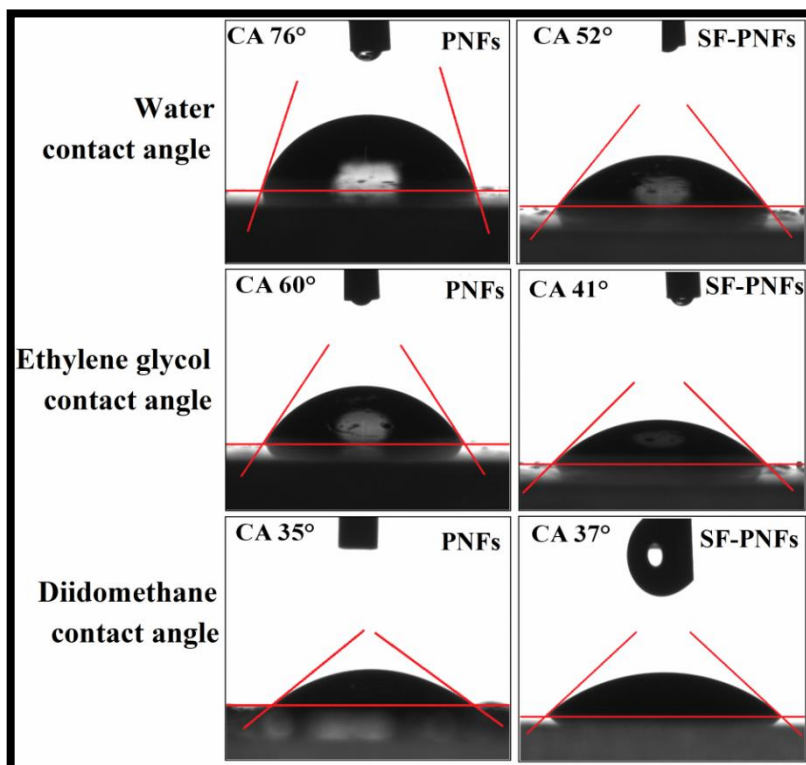 CA 76° PNFs CA 52° SF-PNFs
Water
contact angle
CA 60° PNFs CA 41° SF-PNFs
Ethylene glycol
contact angle
CA 35° PNFs CA 37° SF-PNFs
Diidomethane
contact angle